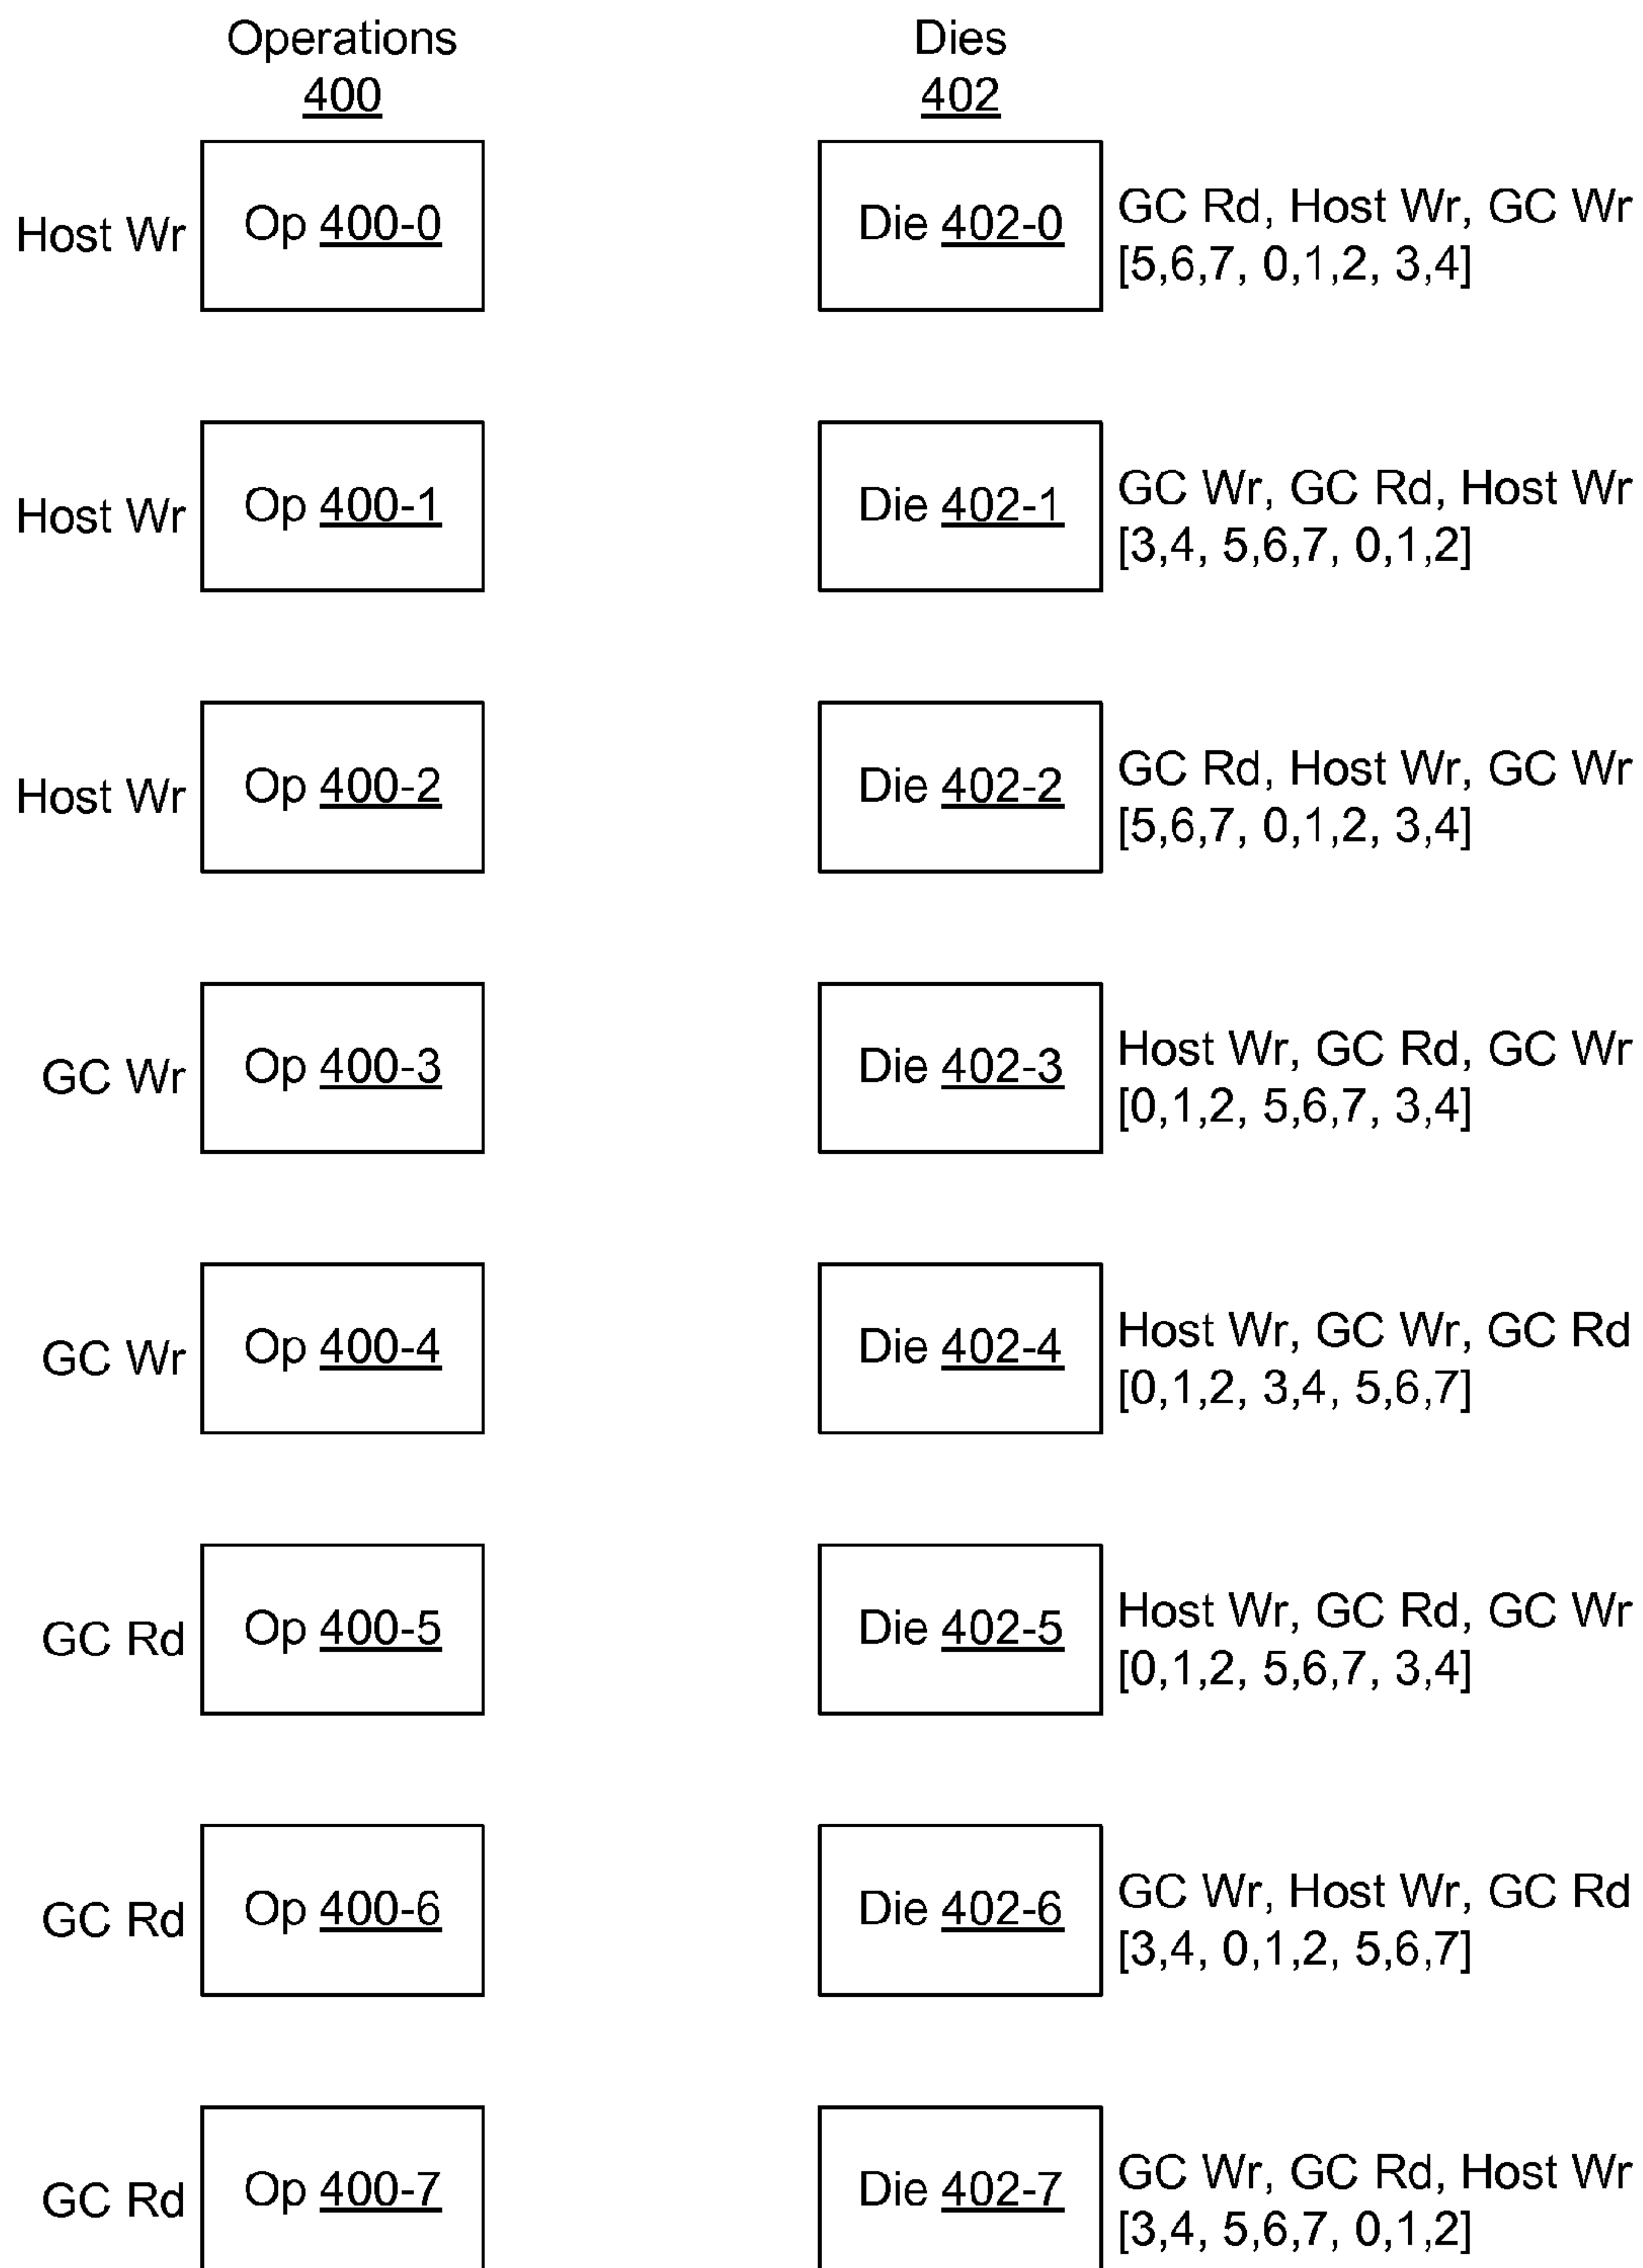 Operations
400
Dies
402
Host Wr
Op 400-0
Die 402-0
GC Rd, Host Wr, GC Wr
[5,6,7, 0,1,2, 3,4]
Host Wr
Op 400-1
Die 402-1
GC Wr, GC Rd, Host Wr
[3,4, 5,6,7, 0,1,2]
Host Wr
Op 400-2
Die 402-2
GC Rd, Host Wr, GC Wr
[5,6,7, 0,1,2, 3,4]
GC Wr
Op 400-3
Die 402-3
Host Wr, GC Rd, GC Wr
[0,1,2, 5,6,7, 3,4]
GC Wr
Op 400-4
Die 402-4
Host Wr, GC Wr, GC Rd
[0,1,2, 3,4, 5,6,7]
GC Rd
Op 400-5
Die 402-5
Host Wr, GC Rd, GC Wr
[0,1,2, 5,6,7, 3,4]
GC Rd
Op 400-6
Die 402-6
GC Wr, Host Wr, GC Rd
[3,4, 0,1,2, 5,6,7]
GC Rd
Op 400-7
Die 402-7
GC Wr, GC Rd, Host Wr
[3,4, 5,6,7, 0,1,2]